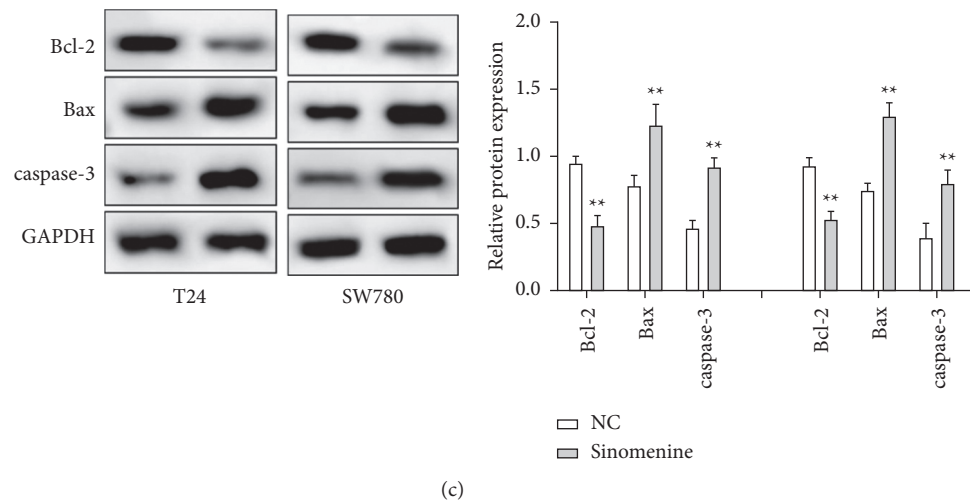 Bcl-2
Bax
caspase-3
GAPDH
T24
SW780
Relative protein expression
2.0
1.5
1.0
0.5
0.0
**
**
**
**
**
**
Bcl-2
Bax
caspase-3
Bcl-2
Bax
caspase-3
NC
Sinomenine
(c)